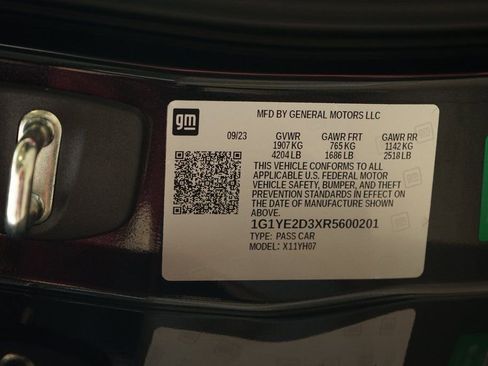 gm
MFD BY GENERAL MOTORS LLC
09/23 GVWR GAWR FRT GAWR RR
1907 KG 765 KG 1142 KG
4204 LB 1686 LB 2518 LB
THIS VEHICLE CONFORMS TO ALL
APPLICABLE U.S. FEDERAL MOTOR
VEHICLE SAFETY, BUMPER, AND THEFT
PREVENTION STANDARDS IN EFFECT ON
THE DATE OF MANUFACTURE SHOWN
ABOVE.
1G1YE2D3XR5600201
TYPE: PASS CAR
MODEL: X11YH07